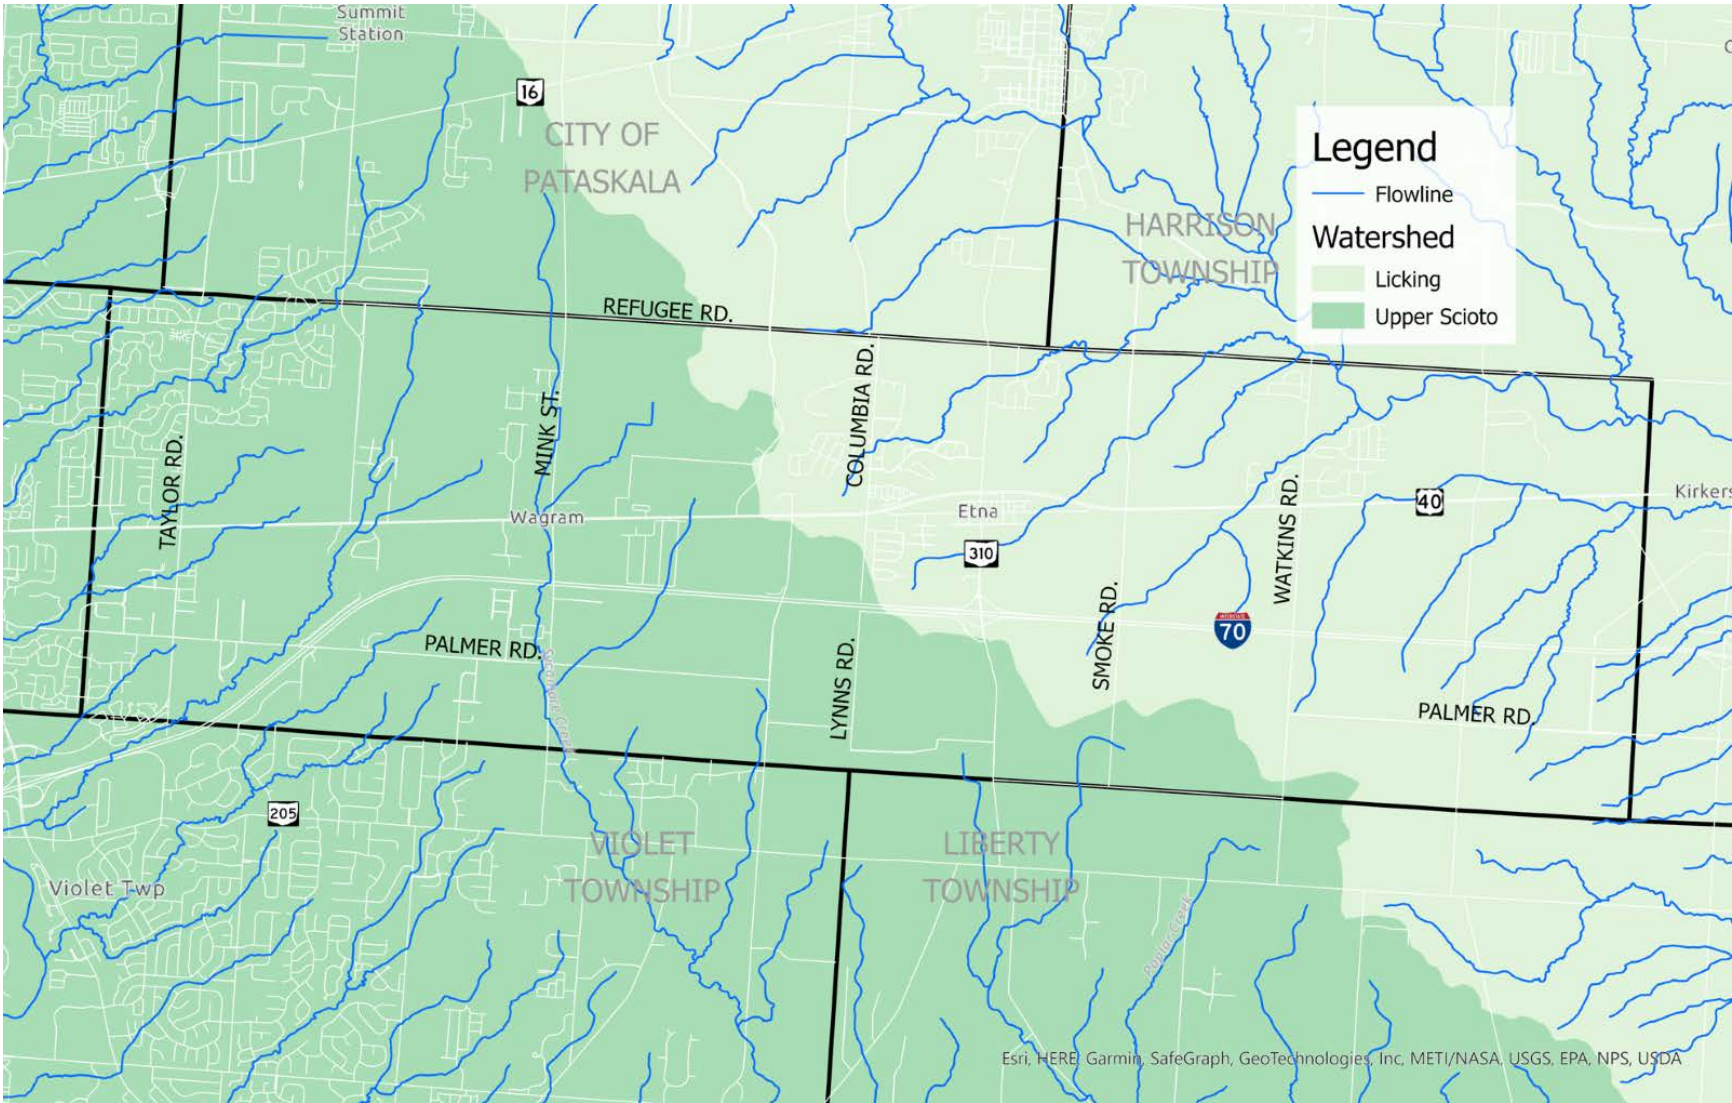 Summit
Station
16
CITY OF
PATASKALA
Legend
Flowline
Watershed
Licking
Upper Scioto
HARRISON
TOWNSHIP
REFUGEE RD.
COLUMBIA RD.
MINK ST.
TAYLOR RD.
Wagram
Etna
310
40
Kirkers
WATKINS RD.
SMOKE RD.
70
PALMER RD.
LYNNS RD.
PALMER RD.
205
VIOLET
TOWNSHIP
LIBERTY
TOWNSHIP
Violet Twp
Poplar Creek
Esri, HERE, Garmin, SafeGraph, GeoTechnologies, Inc, METI/NASA, USGS, EPA, NPS, USDA